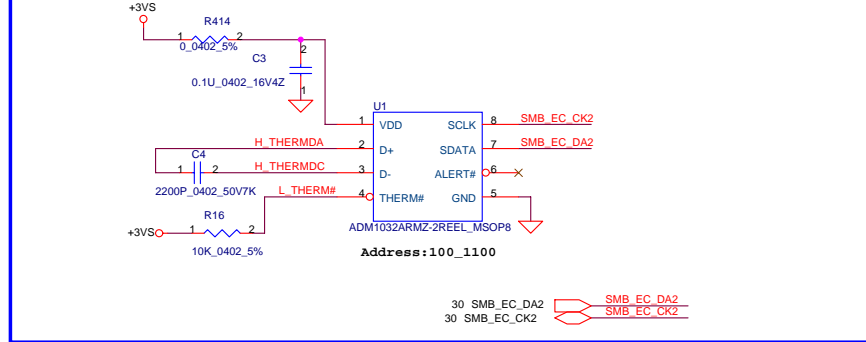 +3VS
R414
1 2
0_0402_5%
C3
2
0.1U_0402_16V4Z
1
U1
1 VDD SCLK 8 SMB_EC_CK2
H_THERMDA 2 D+ SDATA 7 SMB_EC_DA2
C4
1 2 H_THERMDC 3 D- ALERT# 6
2200P_0402_50V7K
L_THERM# 4 THERM# GND 5
R16
+3VS 1 2
10K_0402_5%
ADM1032ARMZ-2REEL_MSOP8
Address:100_1100
30 SMB_EC_DA2 SMB_EC_DA2
30 SMB_EC_CK2 SMB_EC_CK2